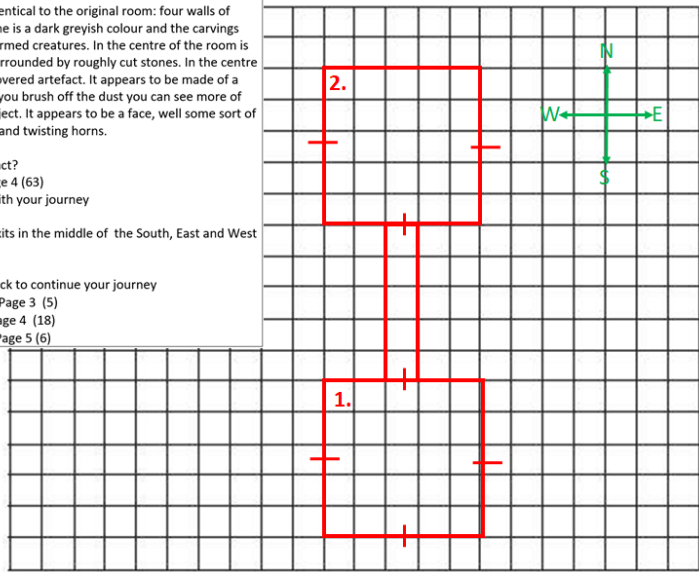 entical to the original room: four walls of
ne is a dark greyish colour and the carvings
rmed creatures. In the centre of the room is
rrounded by roughly cut stones. In the centre
overed artefact. It appears to be made of a
you brush off the dust you can see more of
ject. It appears to be a face, well some sort of
and twisting horns.
ct?
e 4 (63)
ith your journey
its in the middle of the South, East and West
ck to continue your journey
Page 3 (5)
age 4 (18)
Page 5 (6)
2.
1.
N
W
E
S